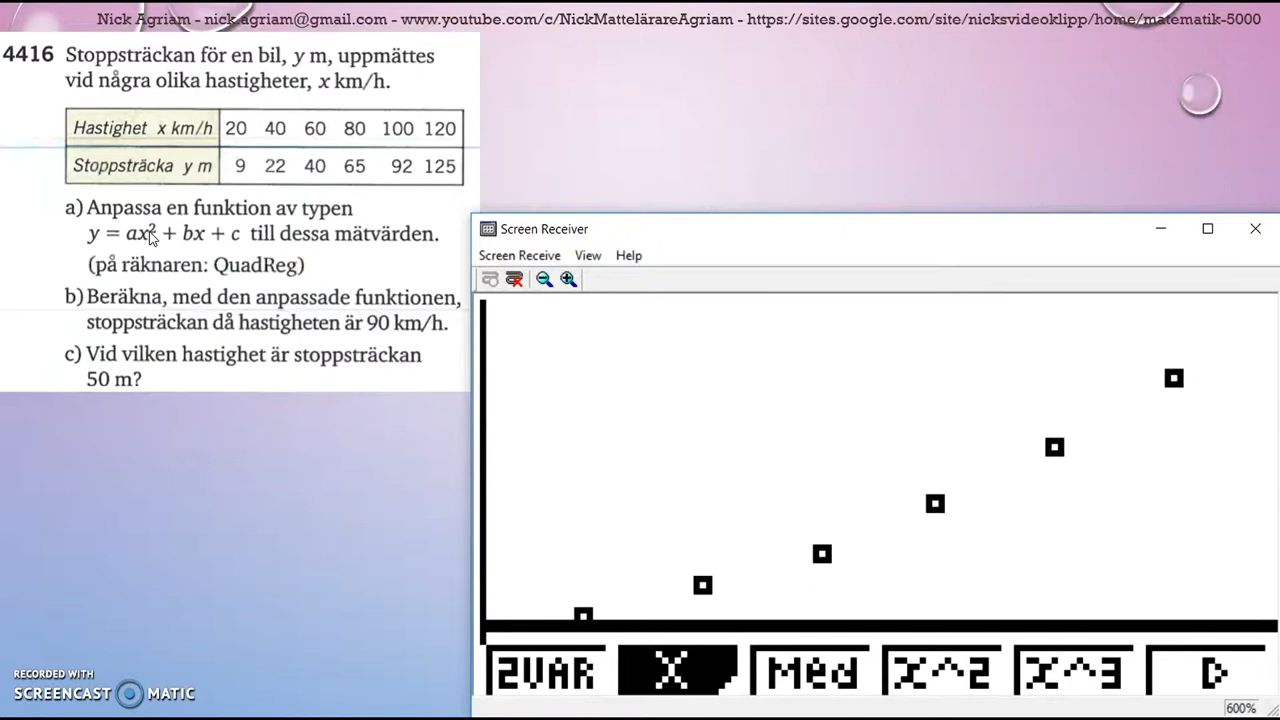 Nick Agriam - nick.agriam@gmail.com - www.youtube.com/c/NickMattelärareAgriam - https://sites.google.com/site/nicksvideoklipp/home/matematik-5000
4416 Stoppsträckan för en bil, y m, uppmättes
vid några olika hastigheter, x km/h.
Hastighet x km/h 20 40 60 80 100 120
Stoppsträcka y m 9 22 40 65 92 125
a) Anpassa en funktion av typen
y = ax² + bx + c till dessa mätvärden.
(på räknaren: QuadReg)
b) Beräkna, med den anpassade funktionen,
stoppsträckan då hastigheten är 90 km/h.
c) Vid vilken hastighet är stoppsträckan
50 m?
Screen Receiver
Screen Receive View Help
2VAR X Med X^2 X^3 ▷
600%
RECORDED WITH
SCREENCAST MATIC